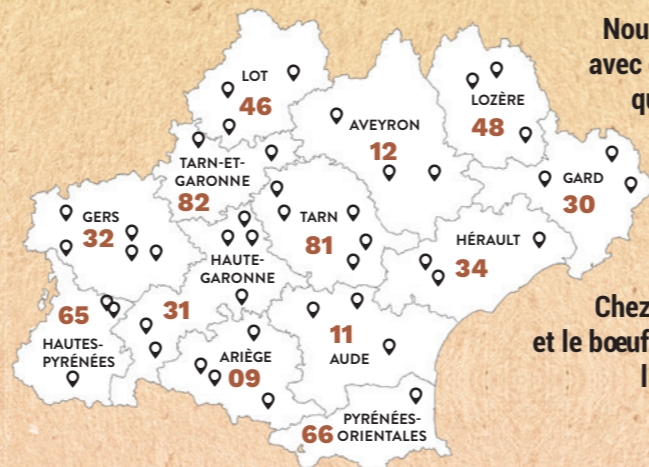 Nou
avec
qu
LOT
46
LOZÈRE
48
AVEYRON
12
TARN-ET-
GARONNE
82
GARD
30
GERS
32
TARN
81
HÉRAULT
34
HAUTE-
GARONNE
31
65
HAUTES-
PYRÉNÉES
11
AUDE
ARIÈGE
09
66
PYRÉNÉES-
ORIENTALES
Chez
et le bœuf
l